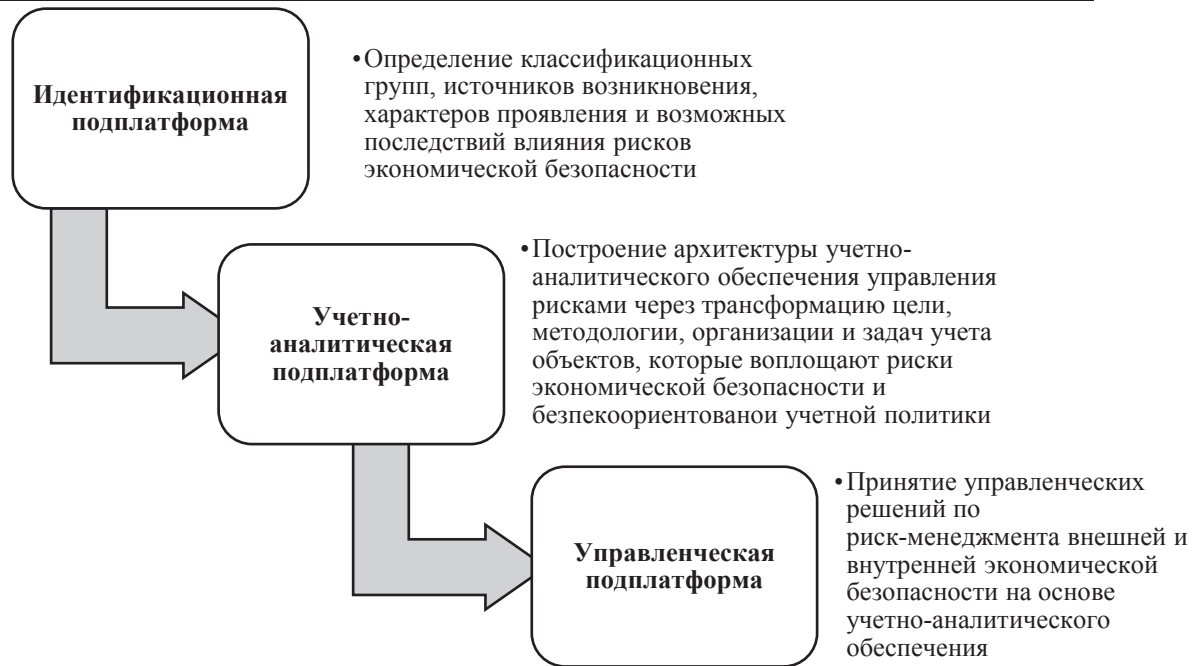 Идентификационная
подплатформа
•Определение классификационных
групп, источников возникновения,
характеров проявления и возможных
последствий влияния рисков
экономической безопасности
Учетно-
аналитическая
подплатформа
•Построение архитектуры учетно-
аналитического обеспечения управления
рисками через трансформацию цели,
методологии, организации и задач учета
объектов, которые воплощают риски
экономической безопасности и
безпекоориентованои учетной политики
Управленческая
подплатформа
•Принятие управленческих
решений по
риск-менеджмента внешней и
внутренней экономической
безопасности на основе
учетно-аналитического
обеспечения